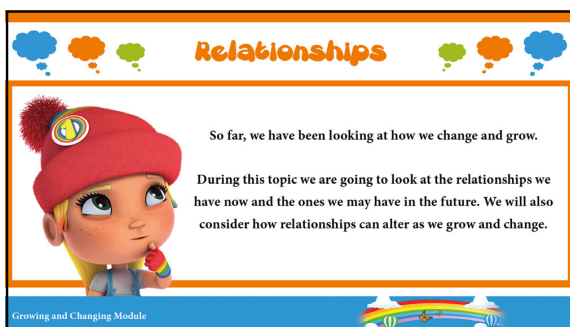 Relationships
So far, we have been looking at how we change and grow.
During this topic we are going to look at the relationships we
have now and the ones we may have in the future. We will also
consider how relationships can alter as we grow and change.
Growing and Changing Module